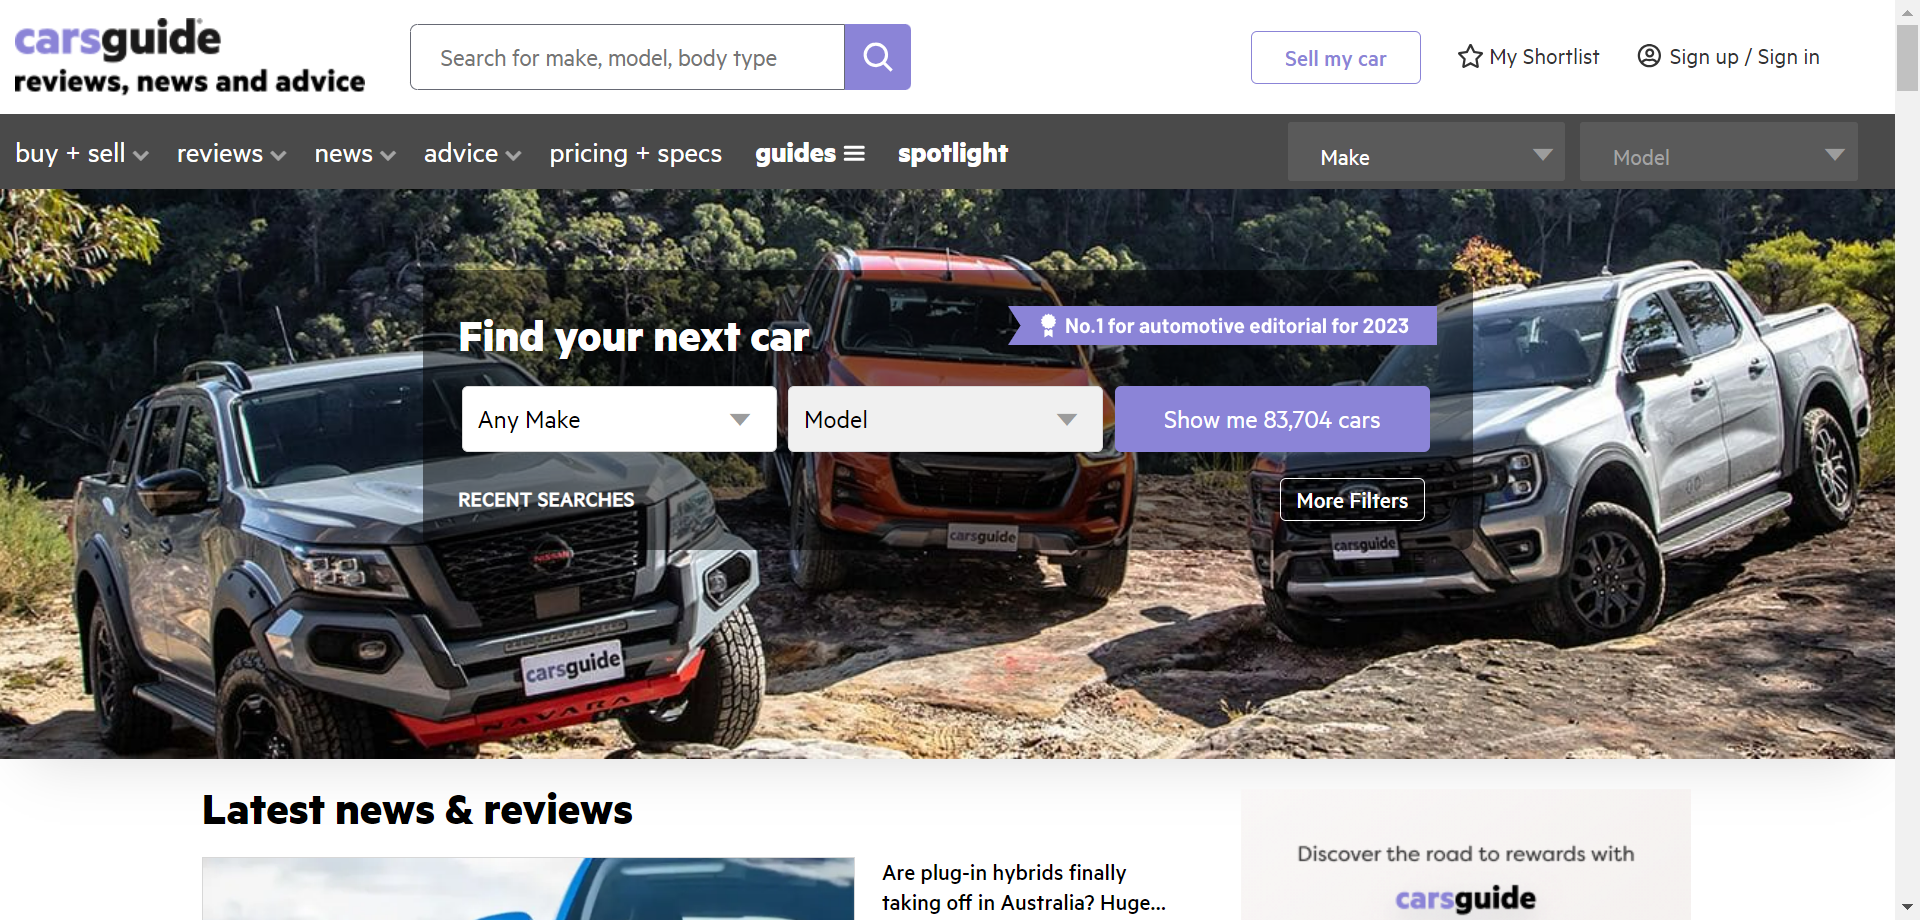 carsguide
reviews, news and advice
Search for make, model, body type
Sell my car
My Shortlist
Sign up / Sign in
buy + sell
reviews
news
advice
pricing + specs
guides
spotlight
Make
Model
Find your next car
No.1 for automotive editorial for 2023
Any Make
Model
Show me 83,704 cars
RECENT SEARCHES
More Filters
carsguide
carsguide
NISSAN
carsguide
NAVARA
Latest news & reviews
Are plug-in hybrids finally
taking off in Australia? Huge...
Discover the road to rewards with
carsguide